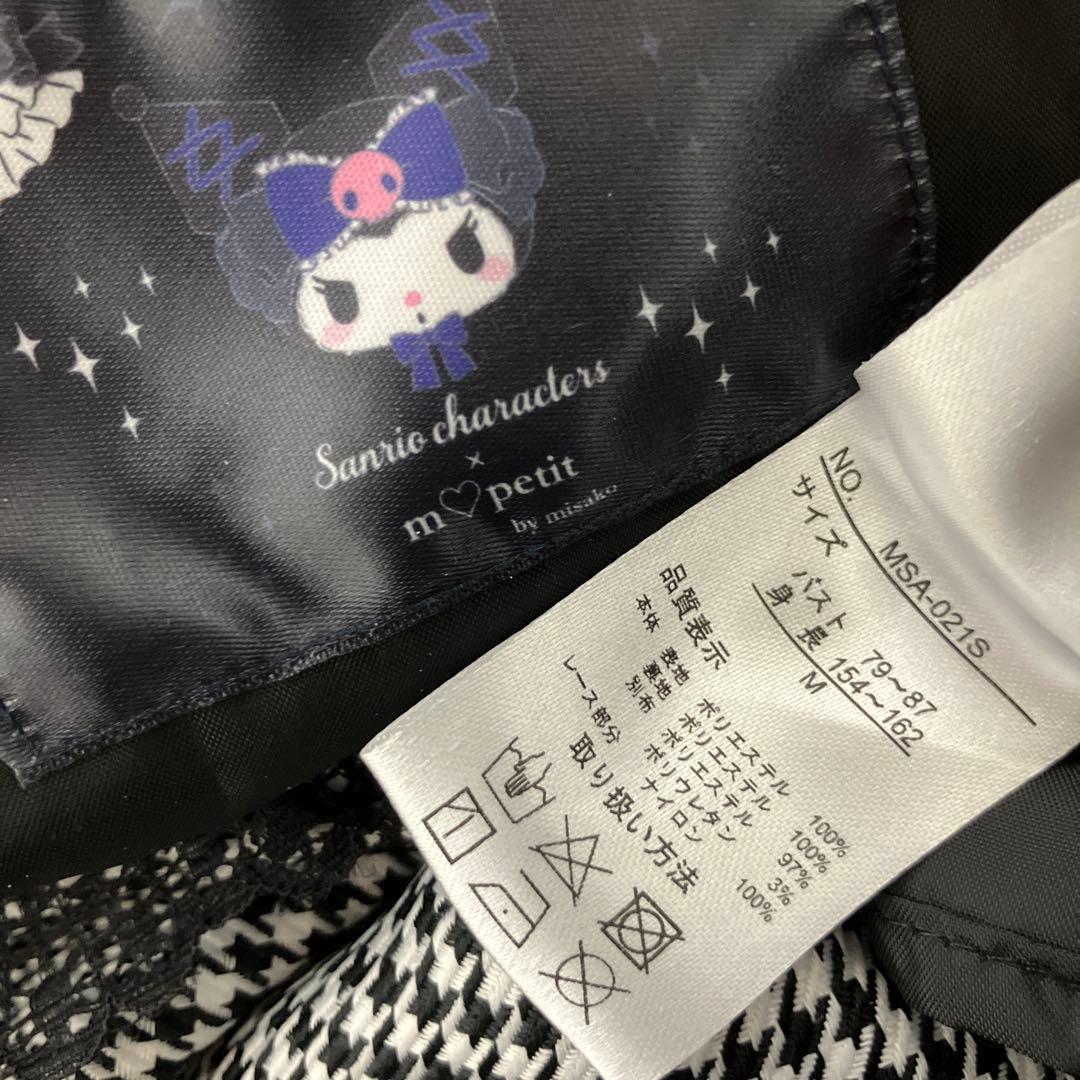 Sanrio characters
×
m♡petit
by misako
NO. MSA-021S
サイズ
バスト 79～87
身長 154～162
M
品質表示
本体 表地 ポリエステル 100%
裏地 ポリエステル 100%
別布 ポリエステル 97%
ポリウレタン 3%
レース部分 ナイロン 100%
取り扱い方法